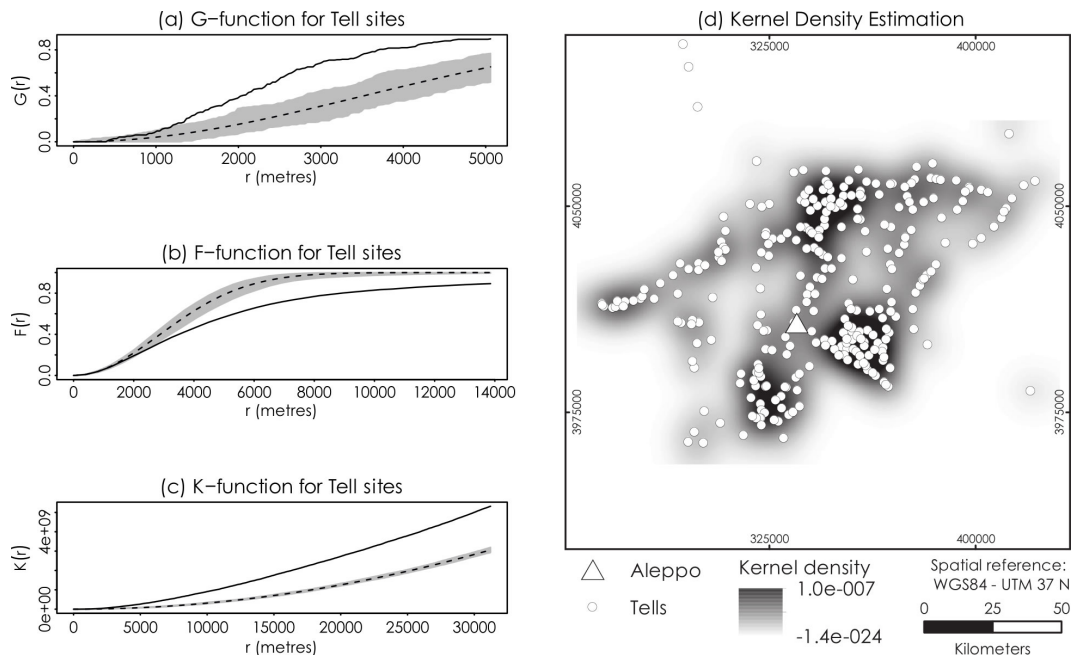 (a) G−function for Tell sites
G(r)
0.0 0.4 0.8
0 1000 2000 3000 4000 5000
r (metres)
(b) F−function for Tell sites
F(r)
0.0 0.4 0.8
0 2000 4000 6000 8000 10000 12000 14000
r (metres)
(c) K−function for Tell sites
K(r)
0e+00 4e+09
0 5000 10000 15000 20000 25000 30000
r (metres)
(d) Kernel Density Estimation
325000 400000
4050000 4050000
3975000 3975000
325000 400000
Aleppo
Tells
Kernel density
1.0e-007
-1.4e-024
Spatial reference:
WGS84 - UTM 37 N
0 25 50
Kilometers